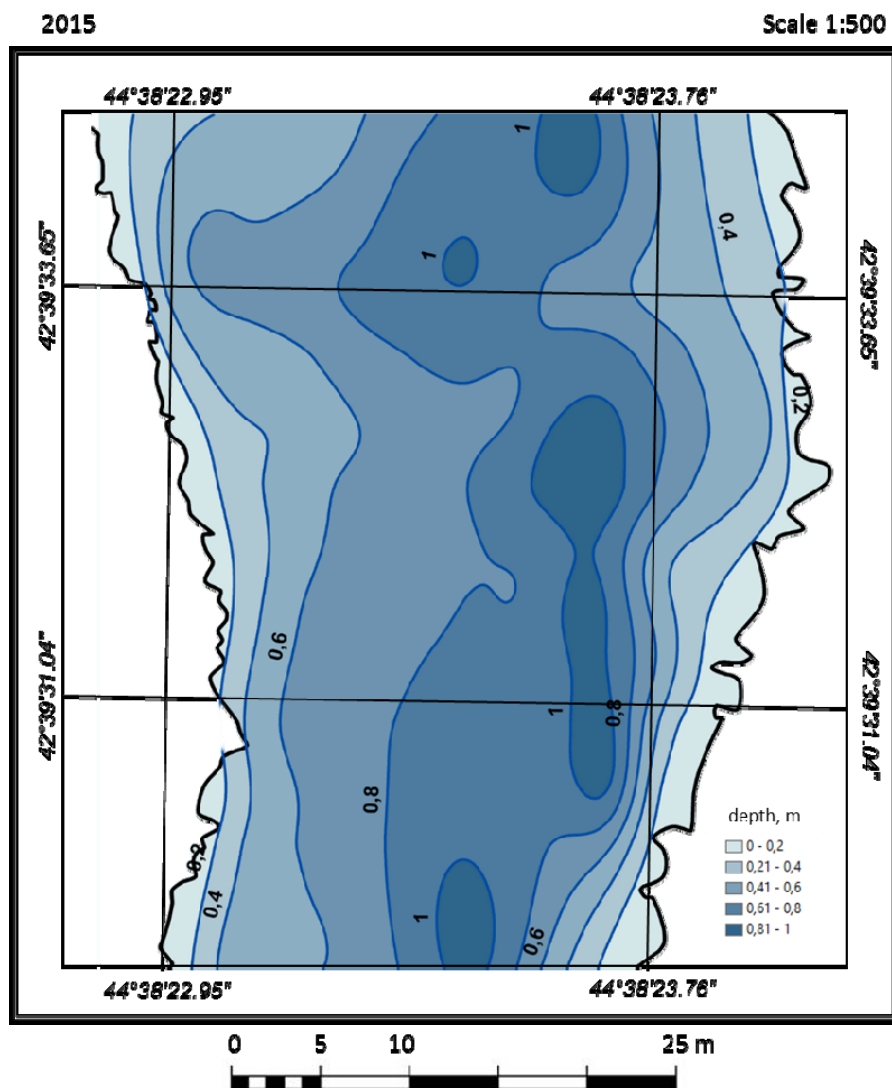 2015
Scale 1:500
44°38'22.95"
44°38'23.76"
1
0,4
1
42°39'33.65"
42°39'33.65"
0,2
0,6
42°39'31.04"
42°39'31.04"
1
0,8
0,8
depth, m
0 - 0,2
0,21 - 0,4
0,41 - 0,6
0,61 - 0,8
0,81 - 1
0,2
0,4
1
0,6
44°38'22.95"
44°38'23.76"
0 5 10 25 m